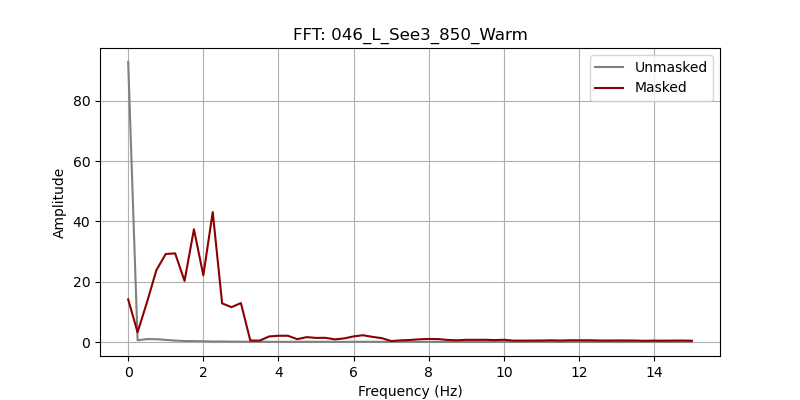 FFT: 046_L_See3_850_Warm
Unmasked
Masked
Amplitude
80
60
40
20
0
0 2 4 6 8 10 12 14
Frequency (Hz)